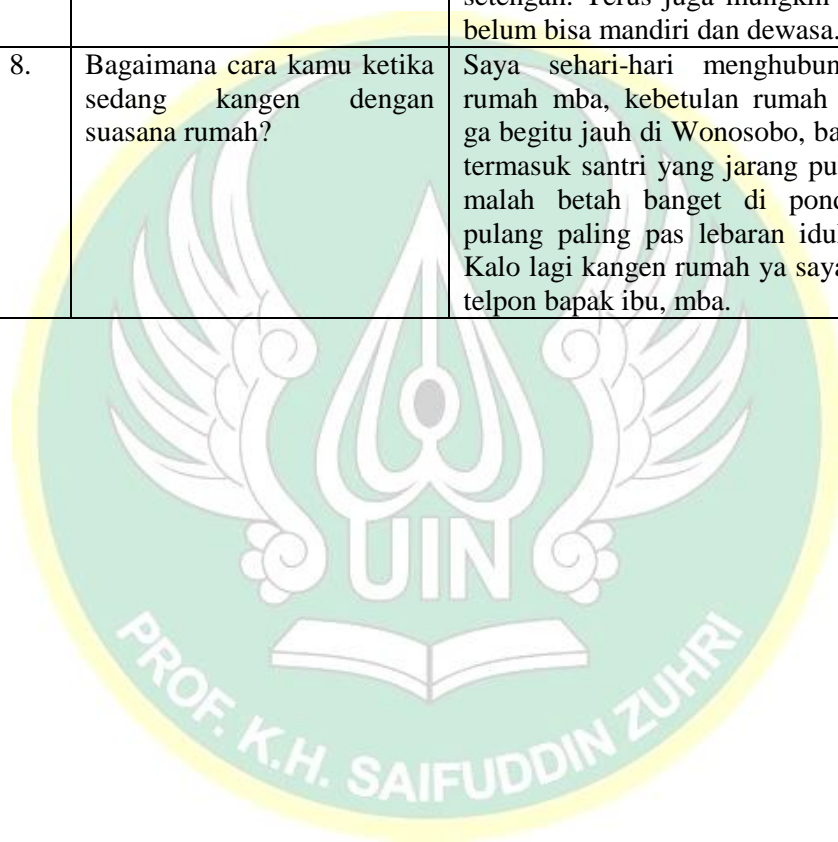 setengah. Terus juga mungkin
belum bisa mandiri dan dewasa.
8.
Bagaimana cara kamu ketika
sedang kangen dengan
suasana rumah?
Saya sehari-hari menghubun
rumah mba, kebetulan rumah
ga begitu jauh di Wonosobo, ba
termasuk santri yang jarang pu
malah betah banget di pond
pulang paling pas lebaran idu
Kalo lagi kangen rumah ya saya
telpon bapak ibu, mba.
UIN
PROF. K.H. SAIFUDDIN ZUHRI